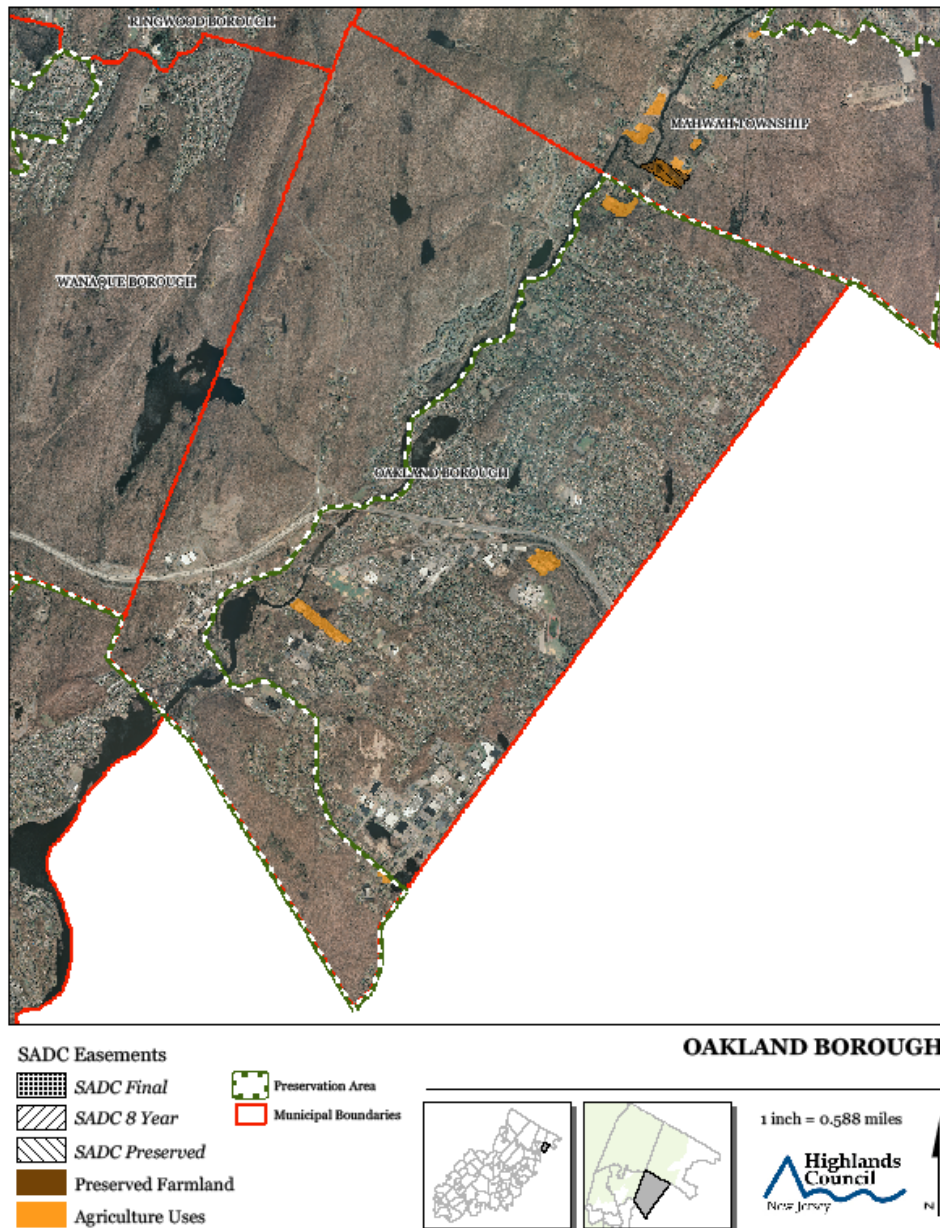 RINGWOOD BOROUGH
MAHWAH TOWNSHIP
WANAQUE BOROUGH
OAKLAND BOROUGH
OAKLAND BOROUGH
SADC Easements
SADC Final
SADC 8 Year
SADC Preserved
Preserved Farmland
Agriculture Uses
Preservation Area
Municipal Boundaries
1 inch = 0.588 miles
Highlands
Council
New Jersey
N